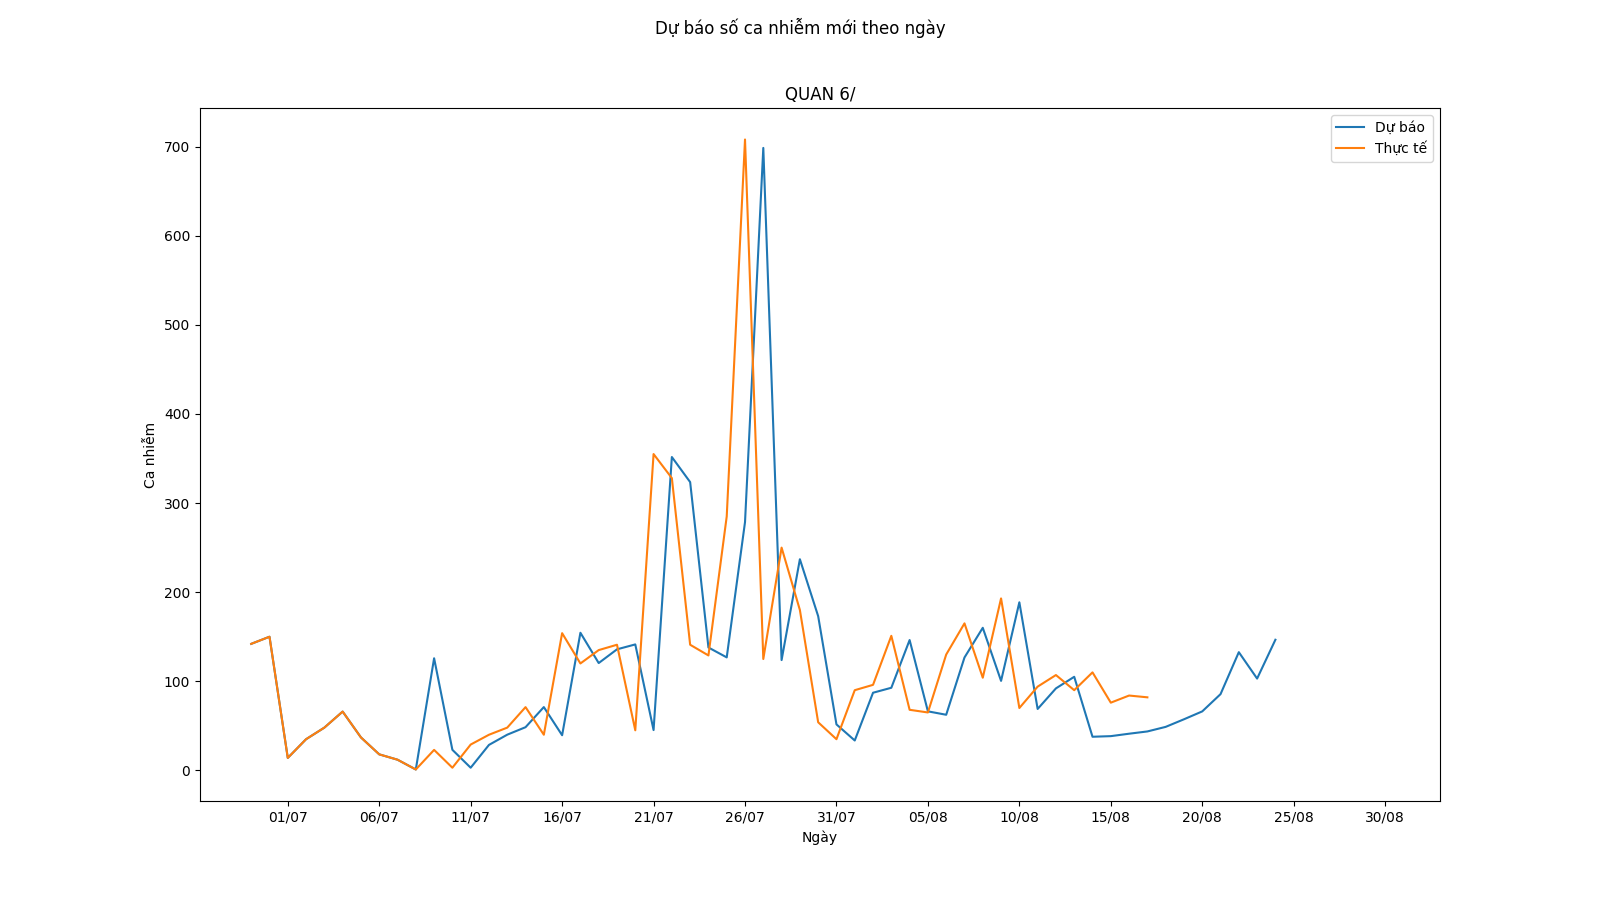 Dự báo số ca nhiễm mới theo ngày
QUAN 6/
Dự báo
Thực tế
700
600
500
400
300
200
100
0
Ca nhiễm
01/07 06/07 11/07 16/07 21/07 26/07 31/07 05/08 10/08 15/08 20/08 25/08 30/08
Ngày